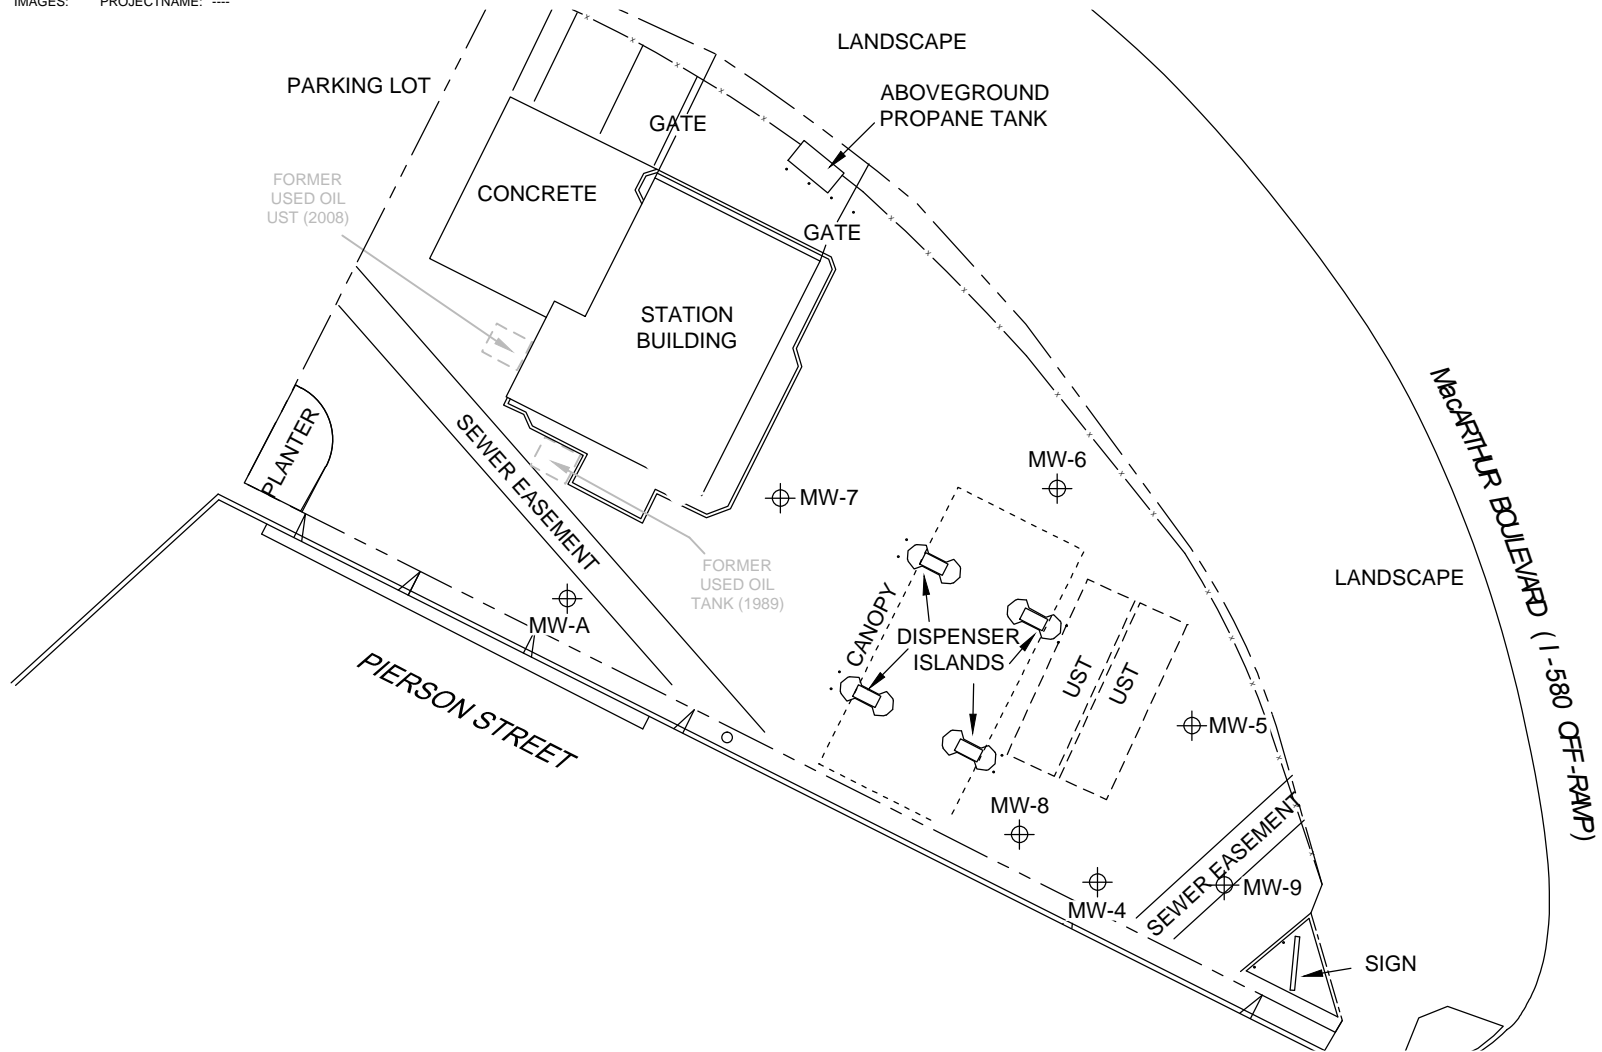 IMAGES:    PROJECTNAME: ----
LANDSCAPE
PARKING LOT
ABOVEGROUND
PROPANE TANK
GATE
FORMER
USED OIL
UST (2008)
CONCRETE
GATE
STATION
BUILDING
MacARTHUR BOULEVARD (I-580 OFF-RAMP)
PLANTER
SEWER EASEMENT
MW-6
MW-7
FORMER
USED OIL
TANK (1989)
LANDSCAPE
CANOPY
MW-A
DISPENSER
ISLANDS
UST
UST
PIERSON STREET
MW-5
MW-8
SEWER EASEMENT
MW-9
MW-4
SIGN